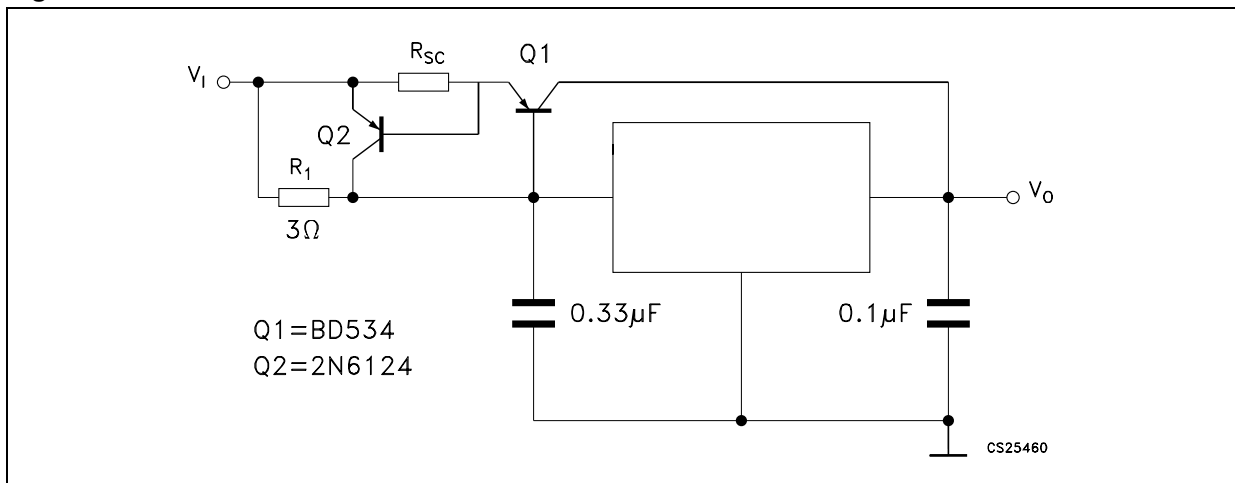 R_SC
Q1
V_I
Q2
R_1
3Ω
V_O
0.33μF
0.1μF
Q1=BD534
Q2=2N6124
CS25460